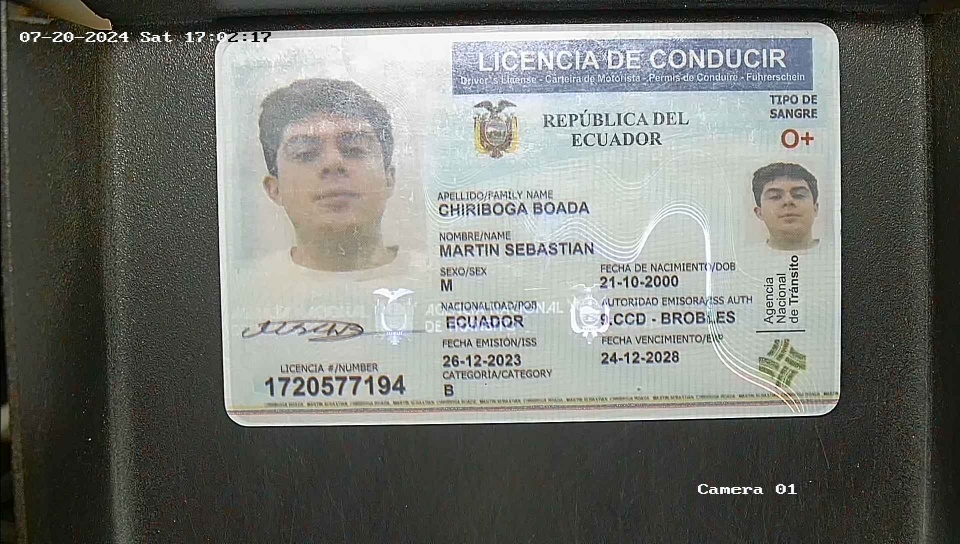 07-20-2024 Sat 17:02:17
LICENCIA DE CONDUCIR
Driver's License - Carteira de Motorista - Permis de Conduire - Führerschein
REPÚBLICA DEL
ECUADOR
TIPO DE
SANGRE
O+
APELLIDO/FAMILY NAME
CHIRIBOGA BOADA
NOMBRE/NAME
MARTIN SEBASTIAN
SEXO/SEX
M
FECHA DE NACIMIENTO/DOB
21-10-2000
NACIONALIDAD/POB
ECUADOR
AUTORIDAD EMISORA/ISS AUTH
9.CCD - BROBLES
FECHA EMISIÓN/ISS
26-12-2023
FECHA VENCIMIENTO/EXP
24-12-2028
CATEGORÍA/CATEGORY
B
LICENCIA #/NUMBER
1720577194
Agencia
Nacional
de Tránsito
Camera 01